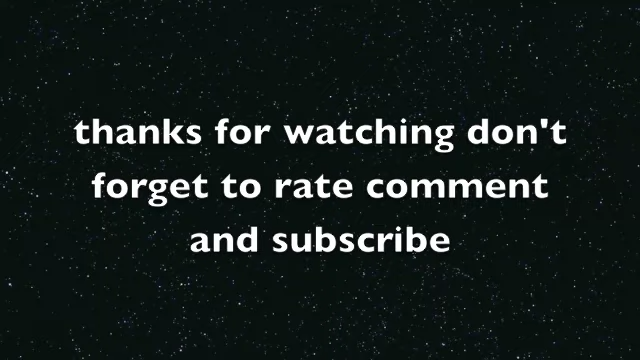 thanks for watching don't
forget to rate comment
and subscribe